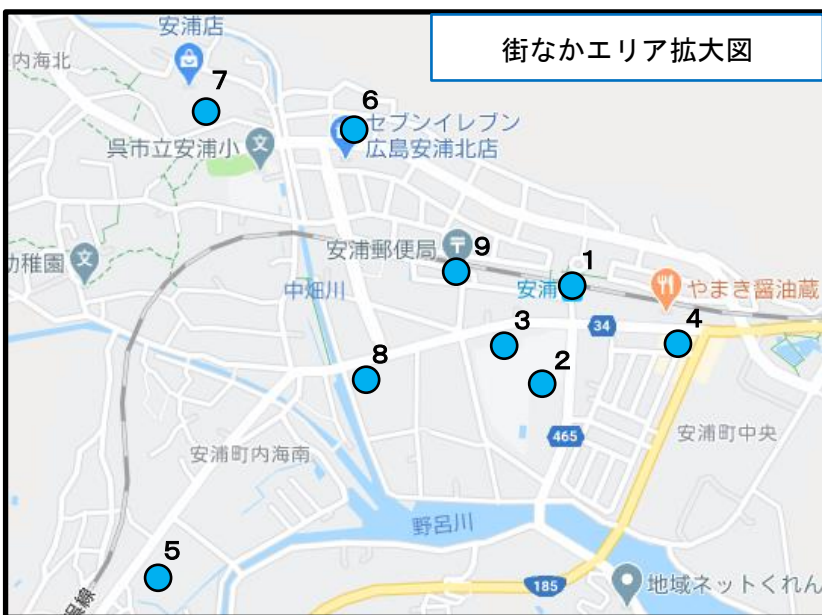 街なかエリア拡大図
安浦店
内海北
7
6
セブンイレブン
広島安浦北店
呉市立安浦小
文
安浦郵便局
9
1
幼稚園
文
中畑川
安浦
やまき醤油蔵
3
34
4
8
2
465
安浦町中央
安浦町内海南
野呂川
5
185
地域ネットくれん
呉線